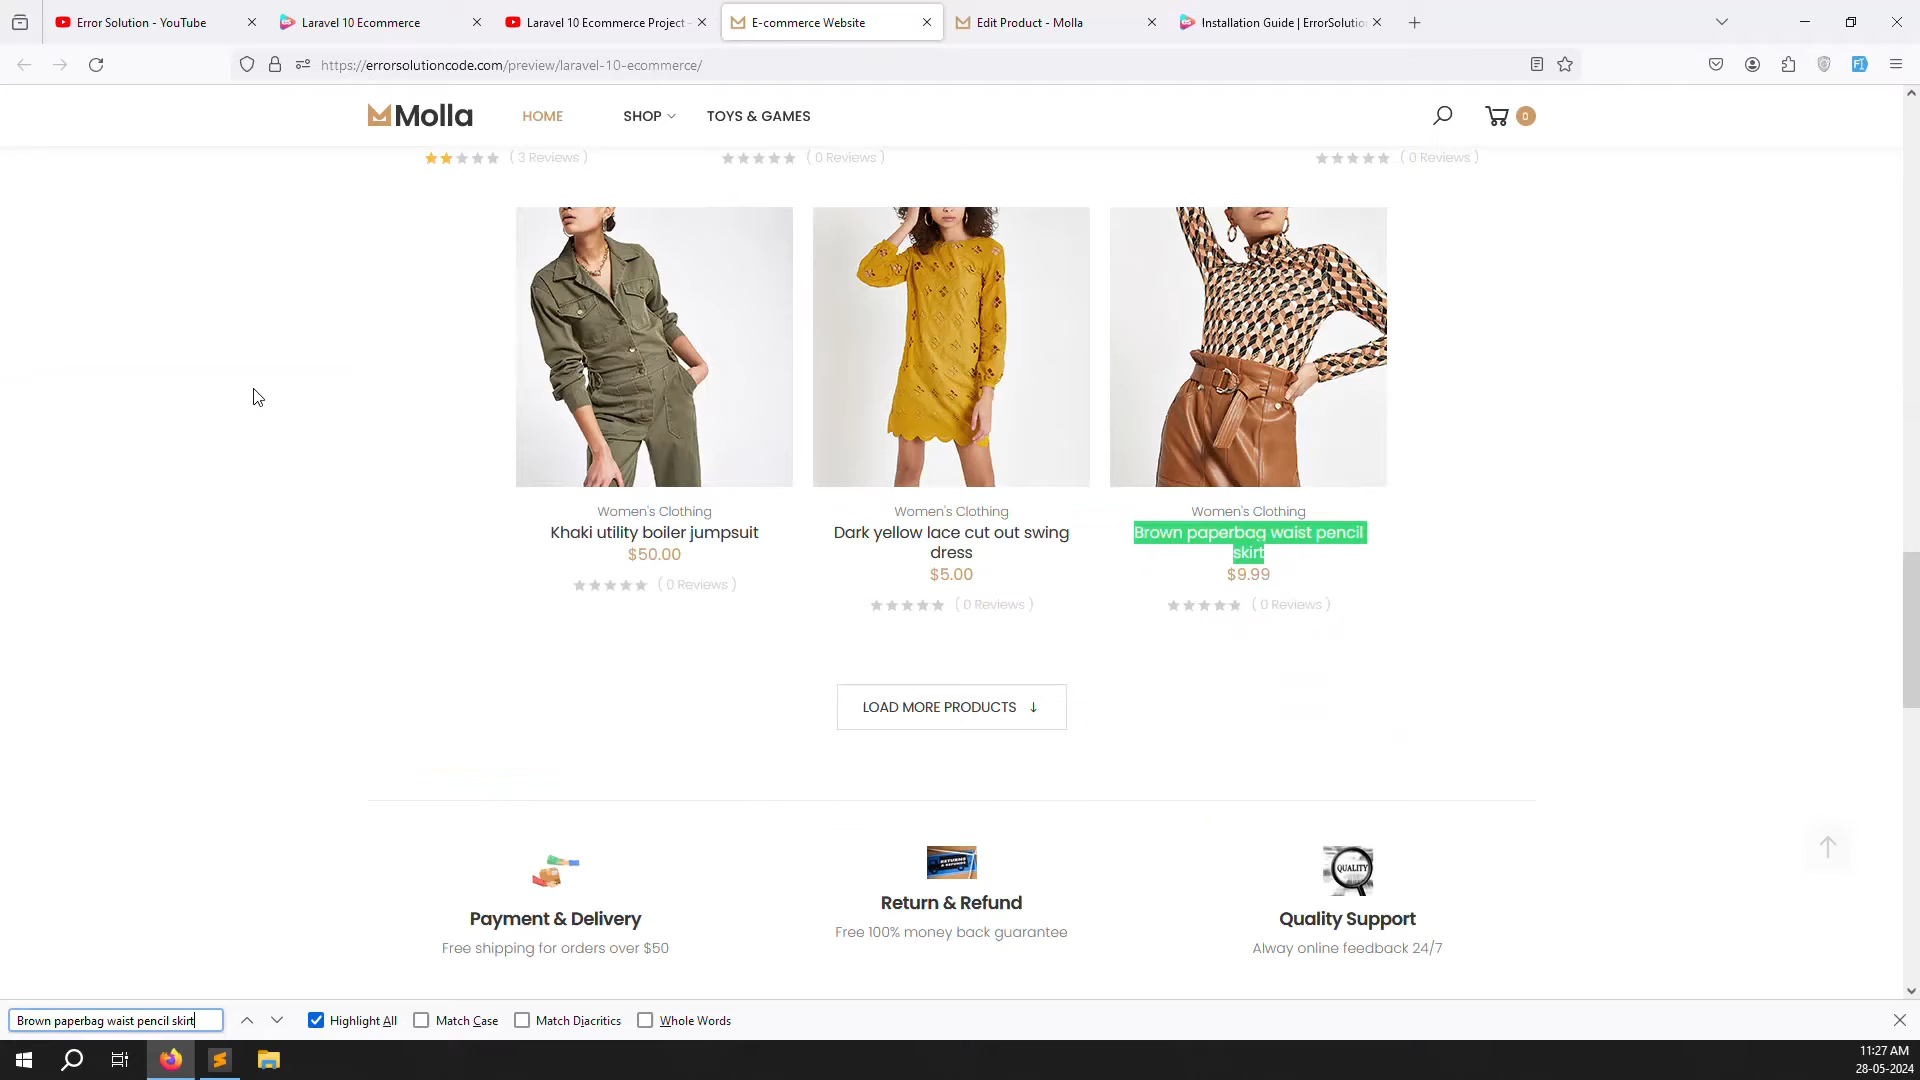 Error Solution - YouTube
Laravel 10 Ecommerce
Laravel 10 Ecommerce Project -
E-commerce Website
Edit Product - Molla
Installation Guide | ErrorSolutio
https://errorsolutioncode.com/preview/laravel-10-ecommerce/
Molla
HOME
SHOP
TOYS & GAMES
0
( 3 Reviews )
( 0 Reviews )
( 0 Reviews )
Women's Clothing
Khaki utility boiler jumpsuit
$50.00
( 0 Reviews )
Women's Clothing
Dark yellow lace cut out swing
dress
$5.00
( 0 Reviews )
Women's Clothing
Brown paperbag waist pencil
skirt
$9.99
( 0 Reviews )
LOAD MORE PRODUCTS
RETURNS
& REFUNDS
QUALITY
Payment & Delivery
Free shipping for orders over $50
Return & Refund
Free 100% money back guarantee
Quality Support
Alway online feedback 24/7
Brown paperbag waist pencil skirt
Highlight All
Match Case
Match Diacritics
Whole Words
11:27 AM
28-05-2024